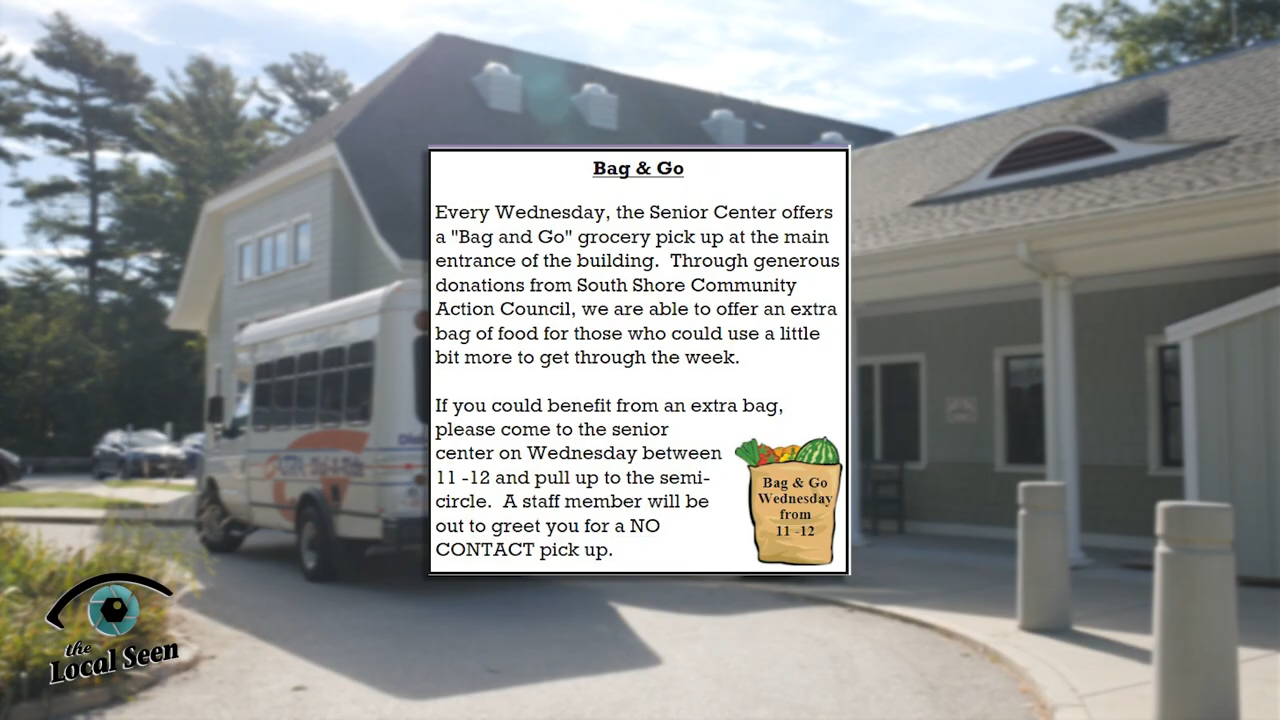 Bag & Go
Every Wednesday, the Senior Center offers
a "Bag and Go" grocery pick up at the main
entrance of the building.  Through generous
donations from South Shore Community
Action Council, we are able to offer an extra
bag of food for those who could use a little
bit more to get through the week.
If you could benefit from an extra bag,
please come to the senior
center on Wednesday between
11 -12 and pull up to the semi-
circle.  A staff member will be
out to greet you for a NO
CONTACT pick up.
Bag & Go
Wednesday
from
11 -12
the
Local Seen